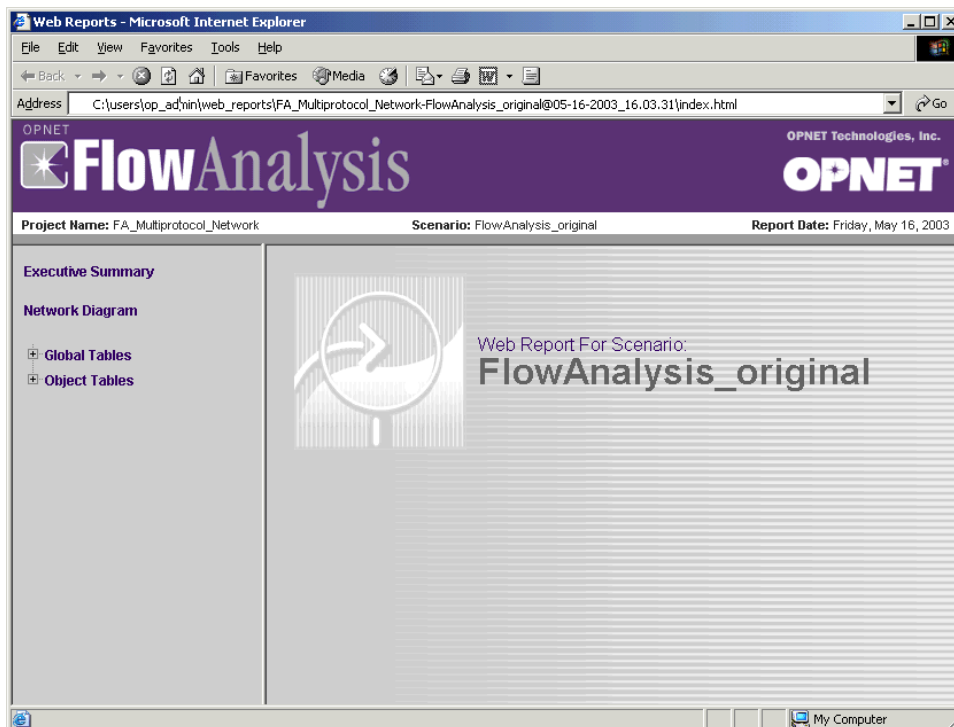 Web Reports - Microsoft Internet Explorer
File Edit View Favorites Tools Help
Back Favorites Media
Address C:\users\op_admin\web_reports\FA_Multiprotocol_Network-FlowAnalysis_original@05-16-2003_16.03.31\index.html Go
OPNET
FlowAnalysis
OPNET Technologies, Inc.
OPNET®
Project Name: FA_Multiprotocol_Network Scenario: FlowAnalysis_original Report Date: Friday, May 16, 2003
Executive Summary
Network Diagram
Global Tables
Object Tables
Web Report For Scenario:
FlowAnalysis_original
My Computer